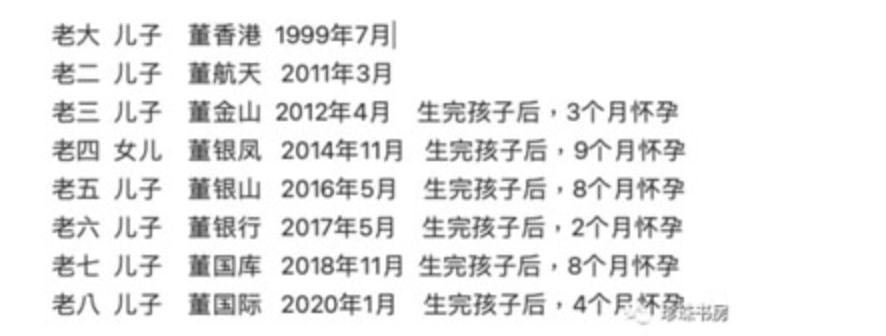 老大 儿子 董香港 1999年7月
老二 儿子 董航天 2011年3月
老三 儿子 董金山 2012年4月 生完孩子后，3个月怀孕
老四 女儿 董银凤 2014年11月 生完孩子后，9个月怀孕
老五 儿子 董银山 2016年5月 生完孩子后，8个月怀孕
老六 儿子 董银行 2017年5月 生完孩子后，2个月怀孕
老七 儿子 董国库 2018年11月 生完孩子后，8个月怀孕
老八 儿子 董国际 2020年1月 生完孩子后，4个月怀孕
珍珠书房